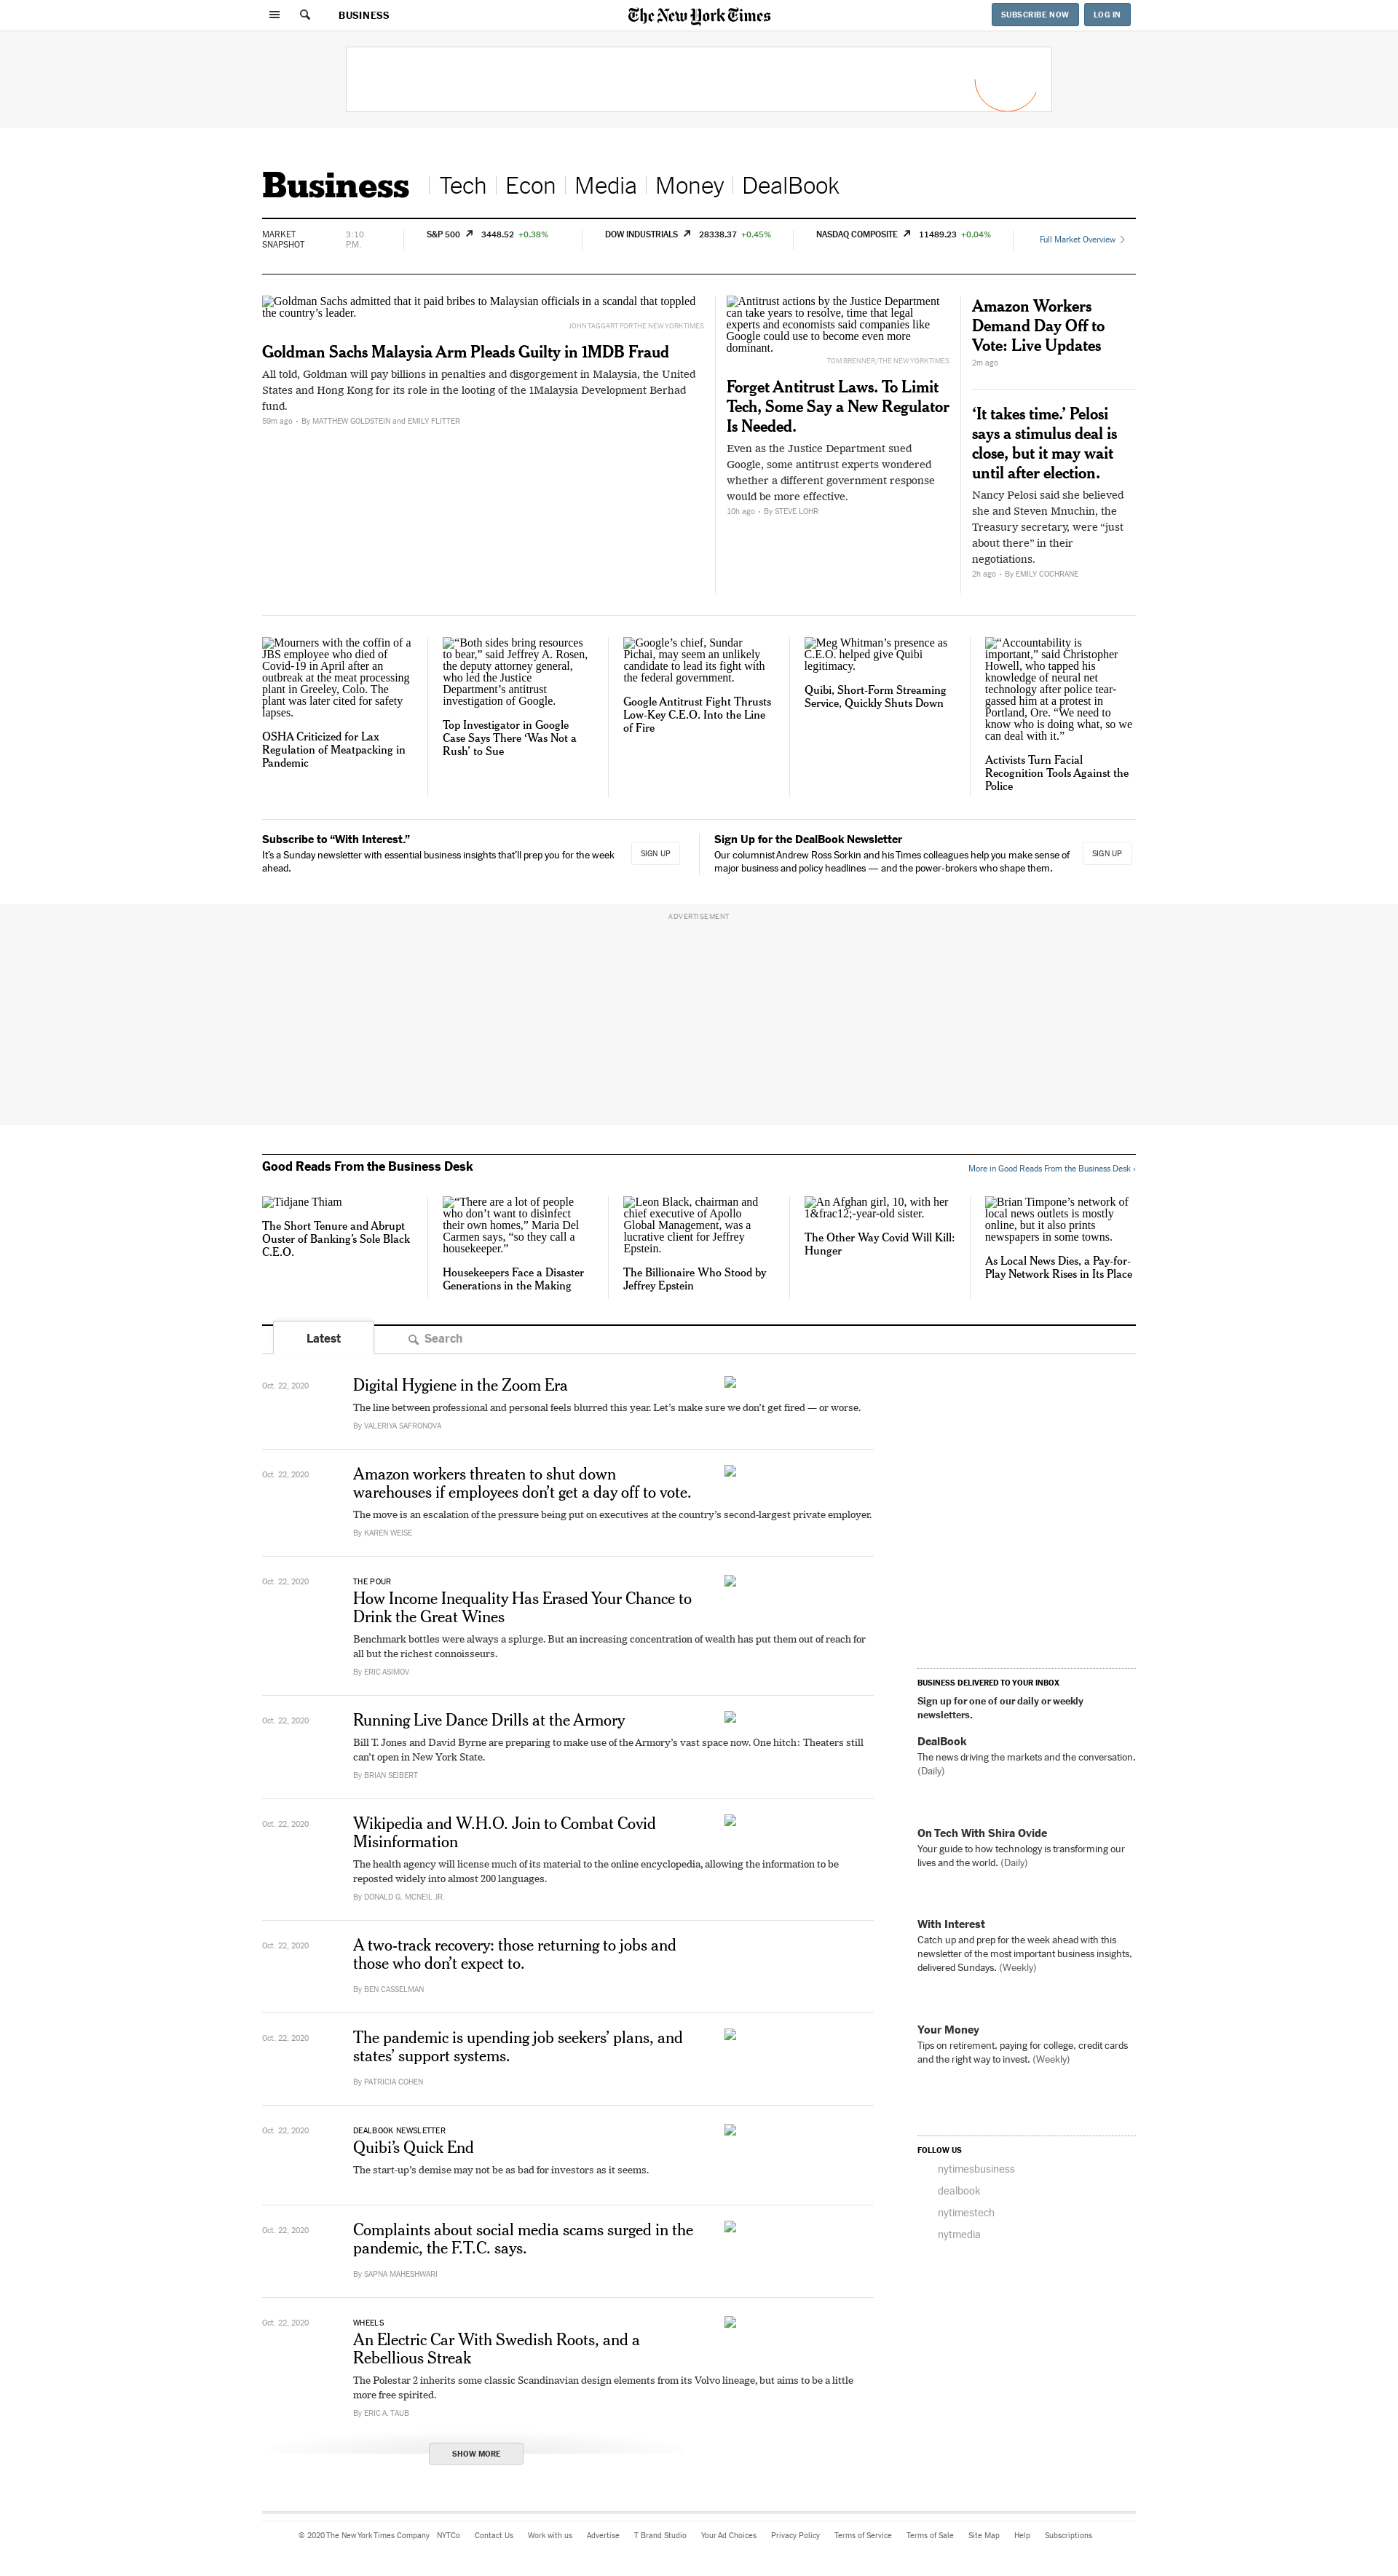 BUSINESS
The New York Times
SUBSCRIBE NOW
LOG IN
Business
Tech
Econ
Media
Money
DealBook
MARKET
SNAPSHOT
3:10
P.M.
S&P 500 3448.52 +0.38%
DOW INDUSTRIALS 28338.37 +0.45%
NASDAQ COMPOSITE 11489.23 +0.04%
Full Market Overview
Goldman Sachs admitted that it paid bribes to Malaysian officials in a scandal that toppled
the country’s leader.
JOHN TAGGART FOR THE NEW YORK TIMES
Goldman Sachs Malaysia Arm Pleads Guilty in 1MDB Fraud
All told, Goldman will pay billions in penalties and disgorgement in Malaysia, the United
States and Hong Kong for its role in the looting of the 1Malaysia Development Berhad
fund.
59m ago • By MATTHEW GOLDSTEIN and EMILY FLITTER
Antitrust actions by the Justice Department
can take years to resolve, time that legal
experts and economists said companies like
Google could use to become even more
dominant.
TOM BRENNER/THE NEW YORK TIMES
Forget Antitrust Laws. To Limit
Tech, Some Say a New Regulator
Is Needed.
Even as the Justice Department sued
Google, some antitrust experts wondered
whether a different government response
would be more effective.
10h ago • By STEVE LOHR
Amazon Workers
Demand Day Off to
Vote: Live Updates
2m ago
‘It takes time.’ Pelosi
says a stimulus deal is
close, but it may wait
until after election.
Nancy Pelosi said she believed
she and Steven Mnuchin, the
Treasury secretary, were “just
about there” in their
negotiations.
2h ago • By EMILY COCHRANE
Mourners with the coffin of a
JBS employee who died of
Covid-19 in April after an
outbreak at the meat processing
plant in Greeley, Colo. The
plant was later cited for safety
lapses.
OSHA Criticized for Lax
Regulation of Meatpacking in
Pandemic
“Both sides bring resources
to bear,” said Jeffrey A. Rosen,
the deputy attorney general,
who led the Justice
Department’s antitrust
investigation of Google.
Top Investigator in Google
Case Says There ‘Was Not a
Rush’ to Sue
Google’s chief, Sundar
Pichai, may seem an unlikely
candidate to lead its fight with
the federal government.
Google Antitrust Fight Thrusts
Low-Key C.E.O. Into the Line
of Fire
Meg Whitman’s presence as
C.E.O. helped give Quibi
legitimacy.
Quibi, Short-Form Streaming
Service, Quickly Shuts Down
“Accountability is
important,” said Christopher
Howell, who tapped his
knowledge of neural net
technology after police tear-
gassed him at a protest in
Portland, Ore. “We need to
know who is doing what, so we
can deal with it.”
Activists Turn Facial
Recognition Tools Against the
Police
Subscribe to “With Interest.”
It’s a Sunday newsletter with essential business insights that’ll prep you for the week
ahead.
SIGN UP
Sign Up for the DealBook Newsletter
Our columnist Andrew Ross Sorkin and his Times colleagues help you make sense of
major business and policy headlines — and the power-brokers who shape them.
SIGN UP
ADVERTISEMENT
Good Reads From the Business Desk
More in Good Reads From the Business Desk ›
Tidjane Thiam
The Short Tenure and Abrupt
Ouster of Banking’s Sole Black
C.E.O.
“There are a lot of people
who don’t want to disinfect
their own homes,” Maria Del
Carmen says, “so they call a
housekeeper.”
Housekeepers Face a Disaster
Generations in the Making
Leon Black, chairman and
chief executive of Apollo
Global Management, was a
lucrative client for Jeffrey
Epstein.
The Billionaire Who Stood by
Jeffrey Epstein
An Afghan girl, 10, with her
1&frac12;-year-old sister.
The Other Way Covid Will Kill:
Hunger
Brian Timpone’s network of
local news outlets is mostly
online, but it also prints
newspapers in some towns.
As Local News Dies, a Pay-for-
Play Network Rises in Its Place
Latest
Search
Oct. 22, 2020
Digital Hygiene in the Zoom Era
The line between professional and personal feels blurred this year. Let’s make sure we don’t get fired — or worse.
By VALERIYA SAFRONOVA
Oct. 22, 2020
Amazon workers threaten to shut down
warehouses if employees don’t get a day off to vote.
The move is an escalation of the pressure being put on executives at the country’s second-largest private employer.
By KAREN WEISE
Oct. 22, 2020
THE POUR
How Income Inequality Has Erased Your Chance to
Drink the Great Wines
Benchmark bottles were always a splurge. But an increasing concentration of wealth has put them out of reach for
all but the richest connoisseurs.
By ERIC ASIMOV
Oct. 22, 2020
Running Live Dance Drills at the Armory
Bill T. Jones and David Byrne are preparing to make use of the Armory’s vast space now. One hitch: Theaters still
can’t open in New York State.
By BRIAN SEIBERT
Oct. 22, 2020
Wikipedia and W.H.O. Join to Combat Covid
Misinformation
The health agency will license much of its material to the online encyclopedia, allowing the information to be
reposted widely into almost 200 languages.
By DONALD G. MCNEIL JR.
Oct. 22, 2020
A two-track recovery: those returning to jobs and
those who don’t expect to.
By BEN CASSELMAN
Oct. 22, 2020
The pandemic is upending job seekers’ plans, and
states’ support systems.
By PATRICIA COHEN
Oct. 22, 2020
DEALBOOK NEWSLETTER
Quibi’s Quick End
The start-up’s demise may not be as bad for investors as it seems.
Oct. 22, 2020
Complaints about social media scams surged in the
pandemic, the F.T.C. says.
By SAPNA MAHESHWARI
Oct. 22, 2020
WHEELS
An Electric Car With Swedish Roots, and a
Rebellious Streak
The Polestar 2 inherits some classic Scandinavian design elements from its Volvo lineage, but aims to be a little
more free spirited.
By ERIC A. TAUB
SHOW MORE
BUSINESS DELIVERED TO YOUR INBOX
Sign up for one of our daily or weekly
newsletters.
DealBook
The news driving the markets and the conversation.
(Daily)
On Tech With Shira Ovide
Your guide to how technology is transforming our
lives and the world. (Daily)
With Interest
Catch up and prep for the week ahead with this
newsletter of the most important business insights,
delivered Sundays. (Weekly)
Your Money
Tips on retirement, paying for college, credit cards
and the right way to invest. (Weekly)
FOLLOW US
nytimesbusiness
dealbook
nytimestech
nytmedia
© 2020 The New York Times Company NYTCo Contact Us Work with us Advertise T Brand Studio Your Ad Choices Privacy Policy Terms of Service Terms of Sale Site Map Help Subscriptions